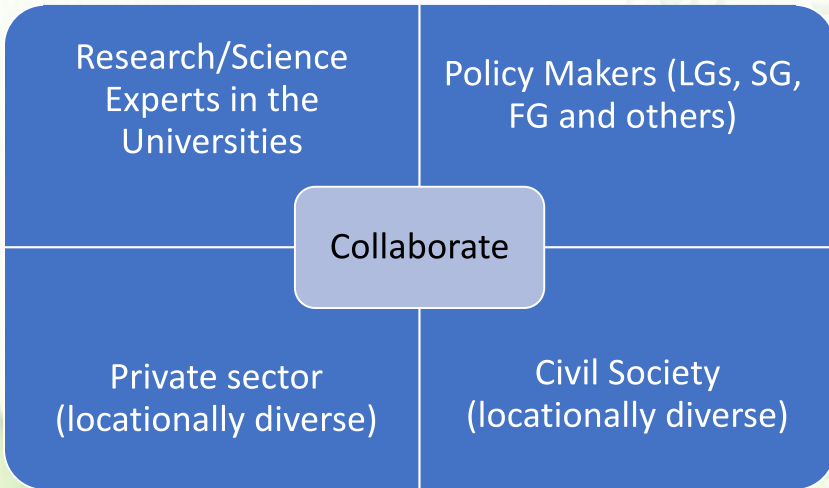 Research/Science
Experts in the
Universities
Policy Makers (LGs, SG,
FG and others)
Collaborate
Private sector
(locationally diverse)
Civil Society
(locationally diverse)